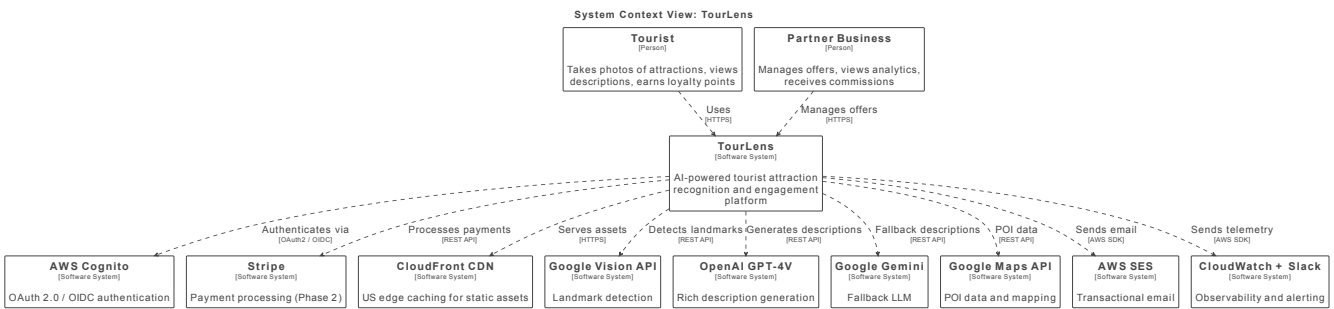 System Context View: TourLens
Tourist
[Person]
Takes photos of attractions, views
descriptions, earns loyalty points
Partner Business
[Person]
Manages offers, views analytics,
receives commissions
Uses
[HTTPS]
Manages offers
[HTTPS]
TourLens
[Software System]
AI-powered tourist attraction
recognition and engagement
platform
Authenticates via
[OAuth2 / OIDC]
Processes payments
[REST API]
Serves assets
[HTTPS]
Detects landmarks
[REST API]
Generates descriptions
[REST API]
Fallback descriptions
[REST API]
POI data
[REST API]
Sends email
[AWS SDK]
Sends telemetry
[AWS SDK]
AWS Cognito
[Software System]
OAuth 2.0 / OIDC authentication
Stripe
[Software System]
Payment processing (Phase 2)
CloudFront CDN
[Software System]
US edge caching for static assets
Google Vision API
[Software System]
Landmark detection
OpenAI GPT-4V
[Software System]
Rich description generation
Google Gemini
[Software System]
Fallback LLM
Google Maps API
[Software System]
POI data and mapping
AWS SES
[Software System]
Transactional email
CloudWatch + Slack
[Software System]
Observability and alerting